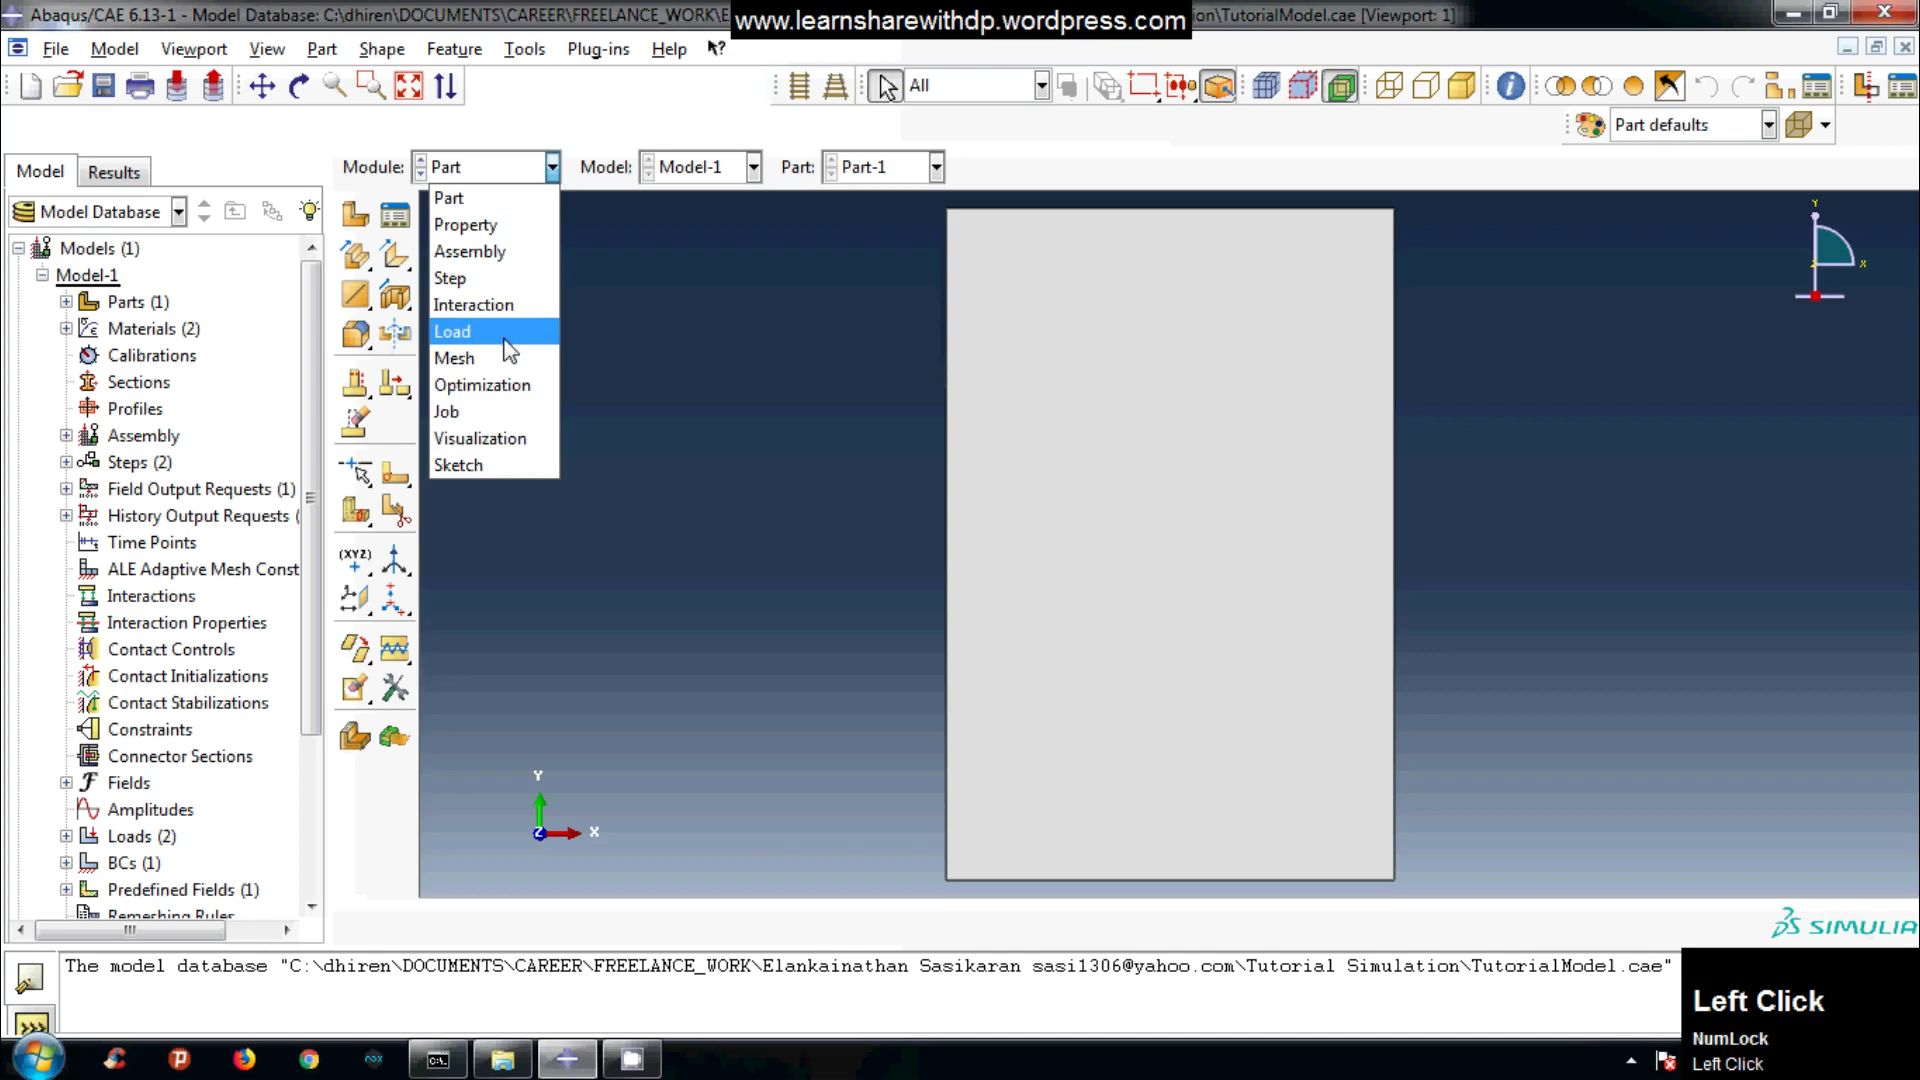 Abaqus/CAE 6.13-1 - Model Database: C:\dhiren\DOCUMENTS\CAREER\FREELANCE_WORK\E
www.learnsharewithdp.wordpress.com
ion\TutorialModel.cae [Viewport: 1]
File Model Viewport View Part Shape Feature Tools Plug-ins Help
All
Part defaults
Model Results
Module: Part Model: Model-1 Part: Part-1
Model Database
Part
Property
Assembly
Step
Interaction
Load
Mesh
Optimization
Job
Visualization
Sketch
Models (1)
Model-1
Parts (1)
Materials (2)
Calibrations
Sections
Profiles
Assembly
Steps (2)
Field Output Requests (1)
History Output Requests (
Time Points
ALE Adaptive Mesh Const
Interactions
Interaction Properties
Contact Controls
Contact Initializations
Contact Stabilizations
Constraints
Connector Sections
Fields
Amplitudes
Loads (2)
BCs (1)
Predefined Fields (1)
Remeshing Rules
(XYZ)
Y
X
Z
Y
X
SIMULIA
The model database "C:\dhiren\DOCUMENTS\CAREER\FREELANCE_WORK\Elankainathan Sasikaran sasi1306@yahoo.com\Tutorial Simulation\TutorialModel.cae"
>>>
Left Click
NumLock
Left Click